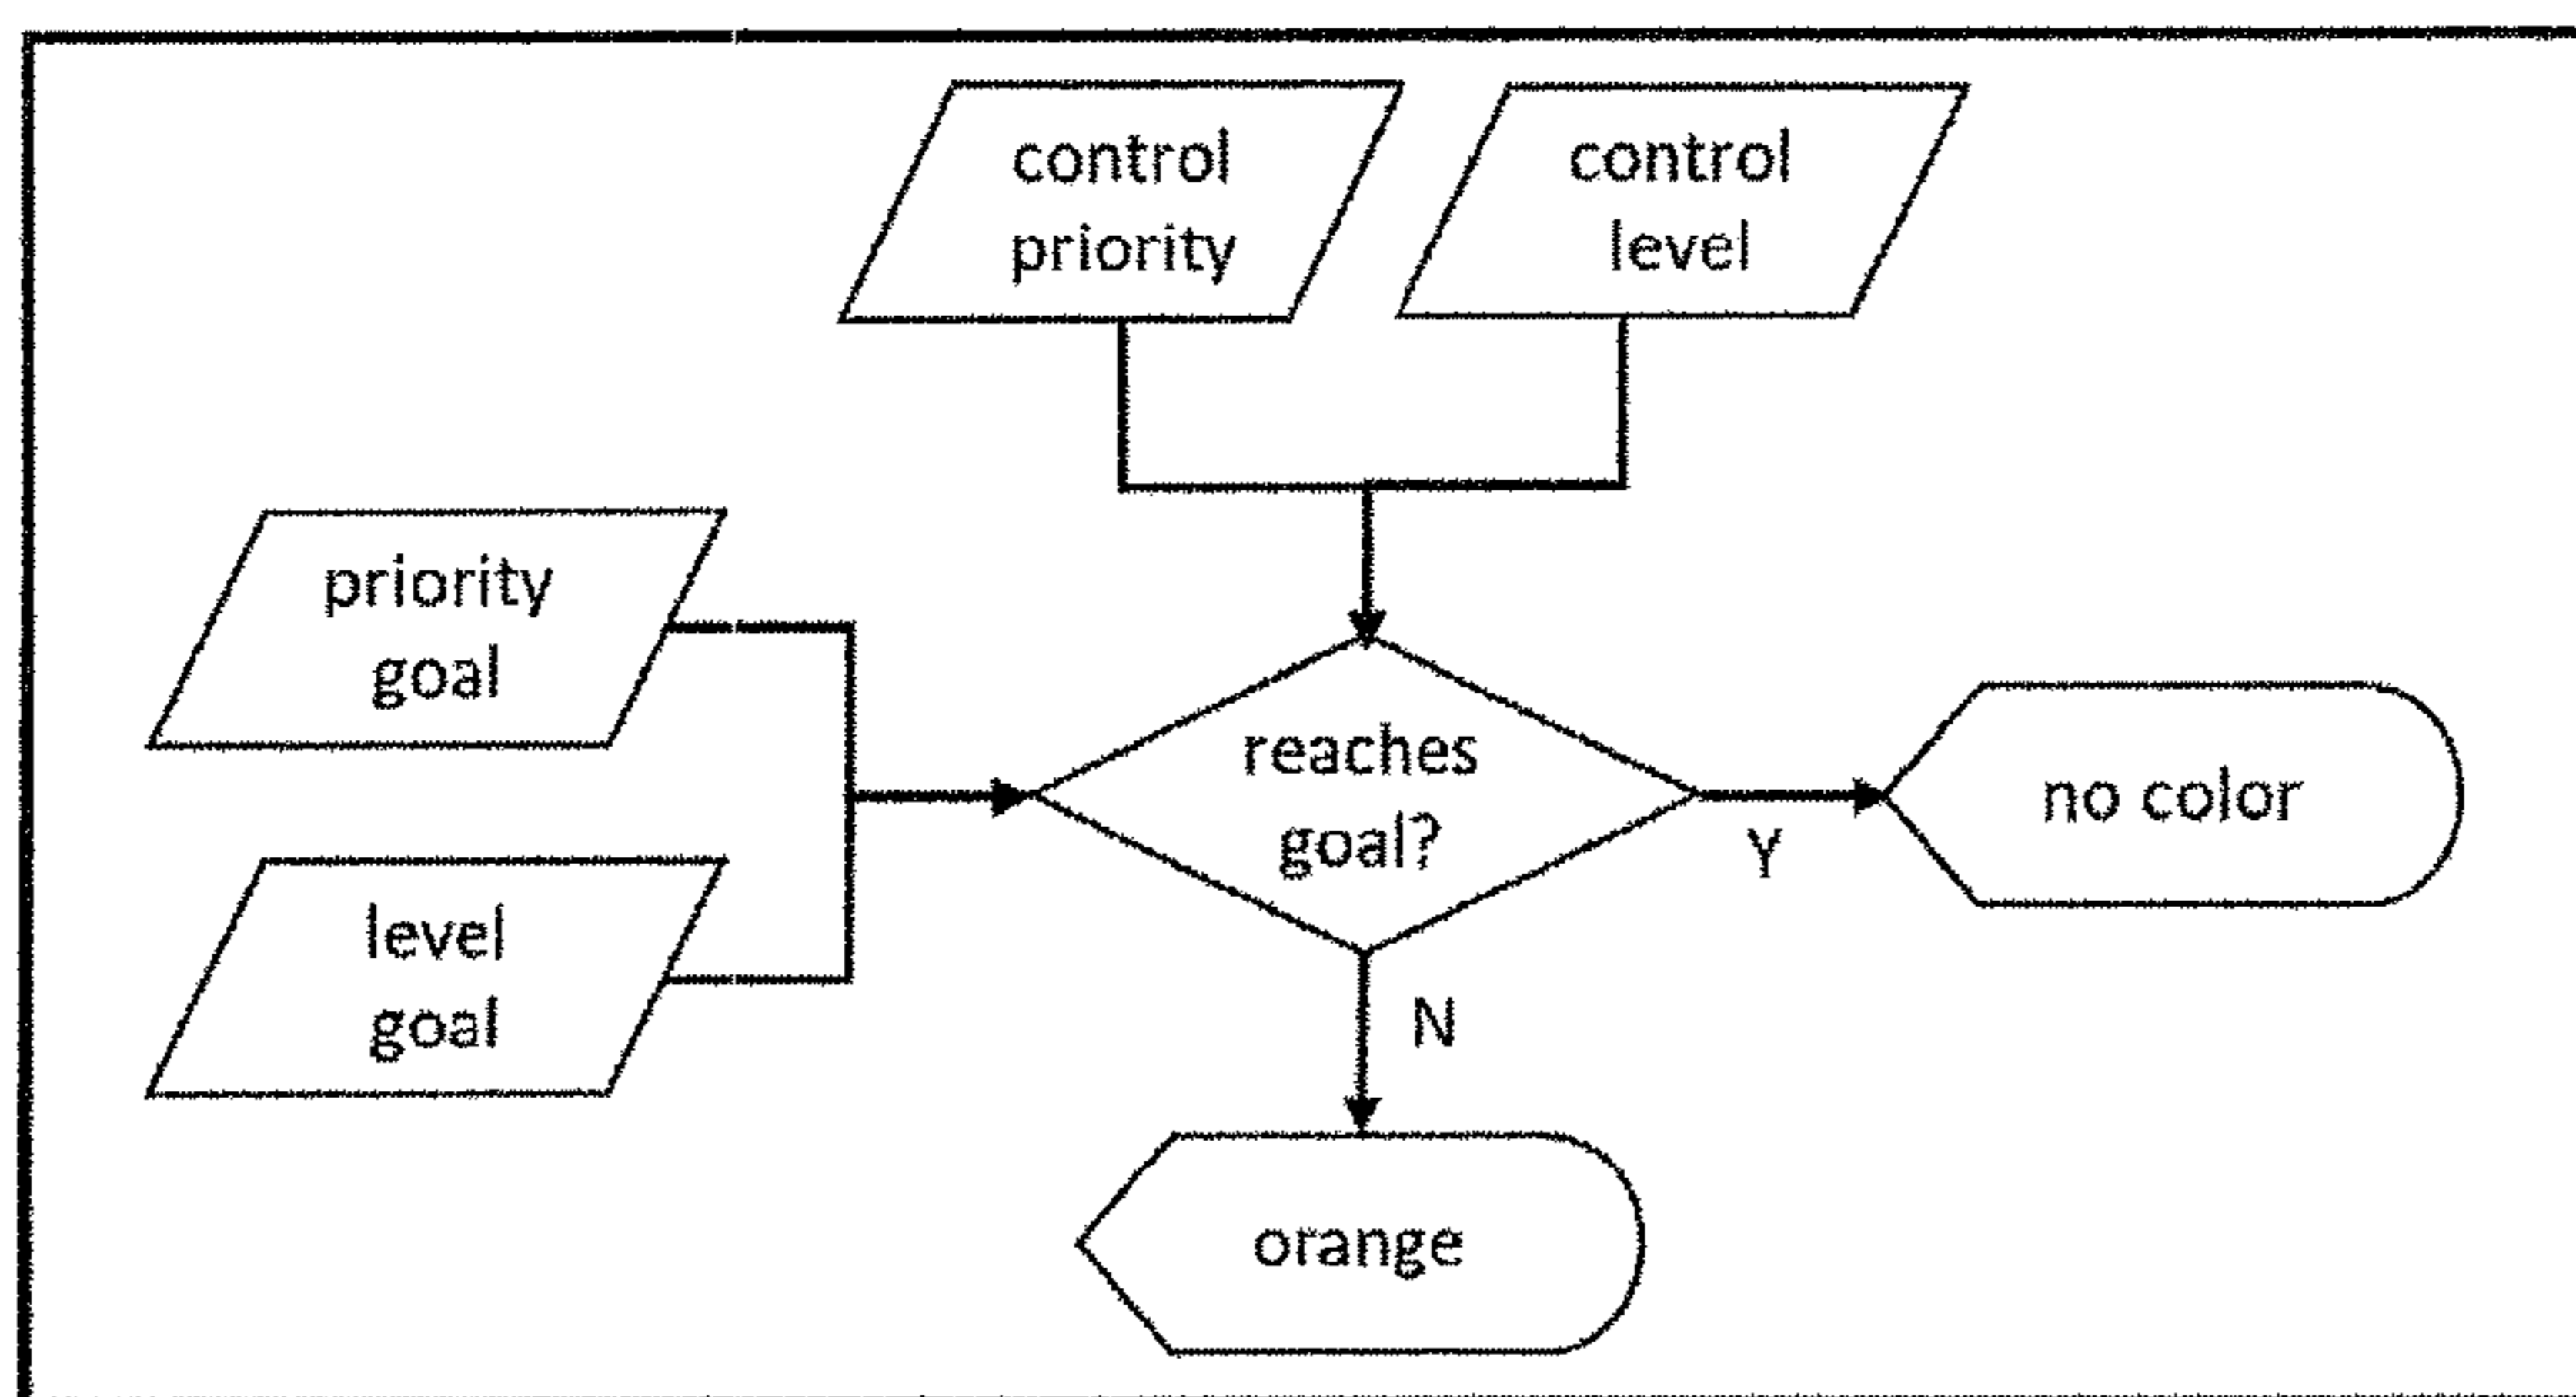 control
priority
control
level
priority
goal
level
goal
reaches
goal?
Y
no color
N
orange